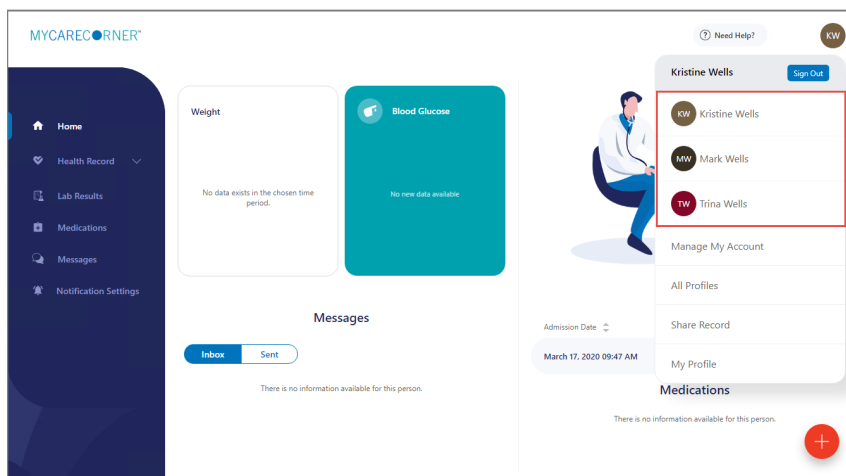 MYCARECORNER™
Need Help?
KW
Kristine Wells
Sign Out
KW Kristine Wells
MW Mark Wells
TW Trina Wells
Manage My Account
All Profiles
Share Record
My Profile
Home
Health Record
Lab Results
Medications
Messages
Notification Settings
Weight
No data exists in the chosen time
period.
Blood Glucose
No new data available
Messages
Inbox
Sent
There is no information available for this person.
Admission Date
March 17, 2020 09:47 AM
Medications
There is no information available for this person.